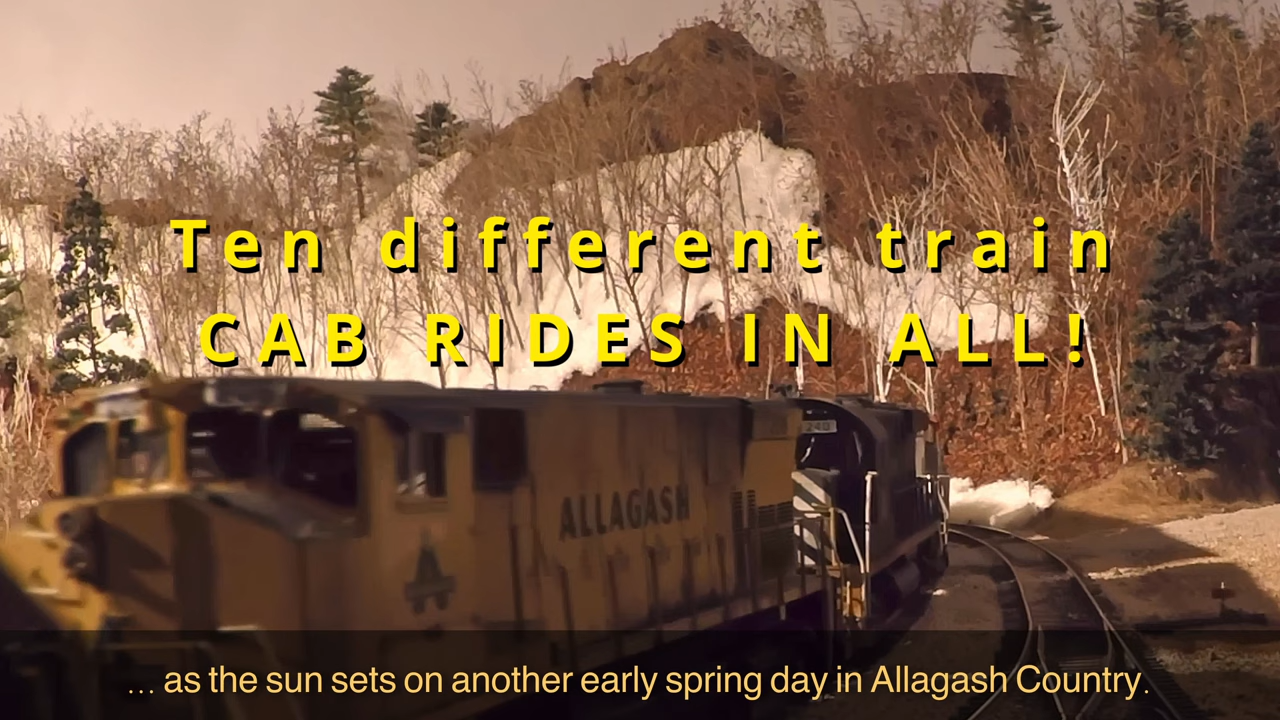 Ten different train
CAB RIDES IN ALL!
240
ALLAGASH
... as the sun sets on another early spring day in Allagash Country.